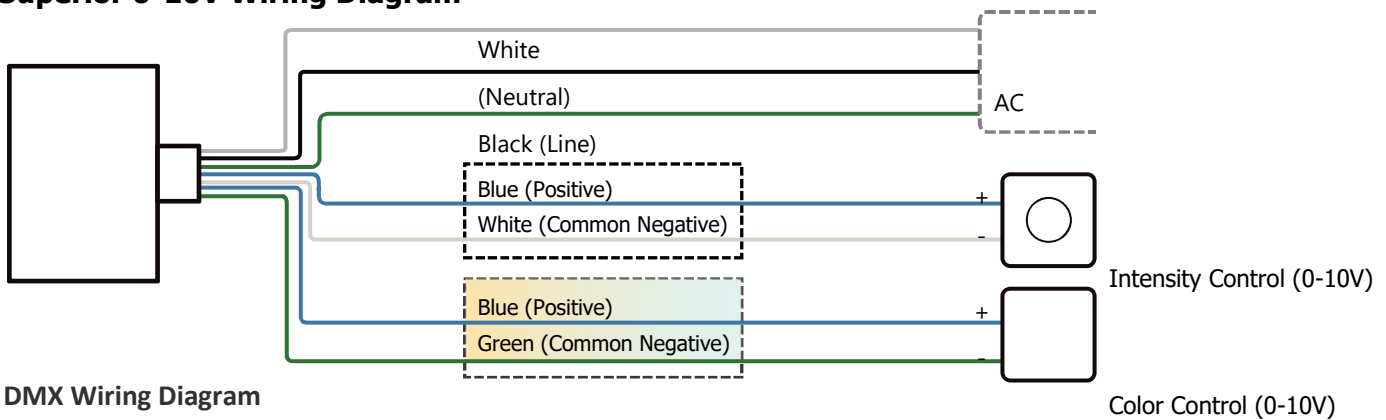 Superior 0-10V Wiring Diagram
White
(Neutral)
AC
Black (Line)
Blue (Positive)
+
White (Common Negative)
-
Intensity Control (0-10V)
Blue (Positive)
+
Green (Common Negative)
-
DMX Wiring Diagram
Color Control (0-10V)